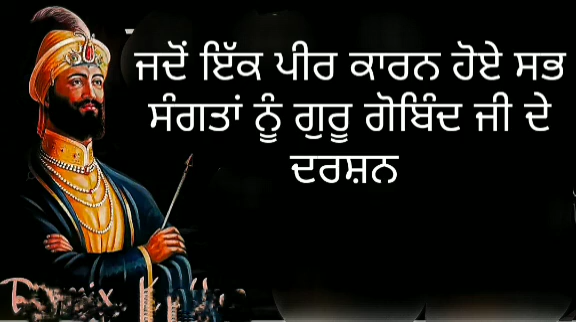 ਜਦੋਂ ਇੱਕ ਪੀਰ ਕਾਰਨ ਹੋਏ ਸਭ
ਸੰਗਤਾਂ ਨੂੰ ਗੁਰੂ ਗੋਬਿੰਦ ਜੀ ਦੇ
ਦਰਸ਼ਨ